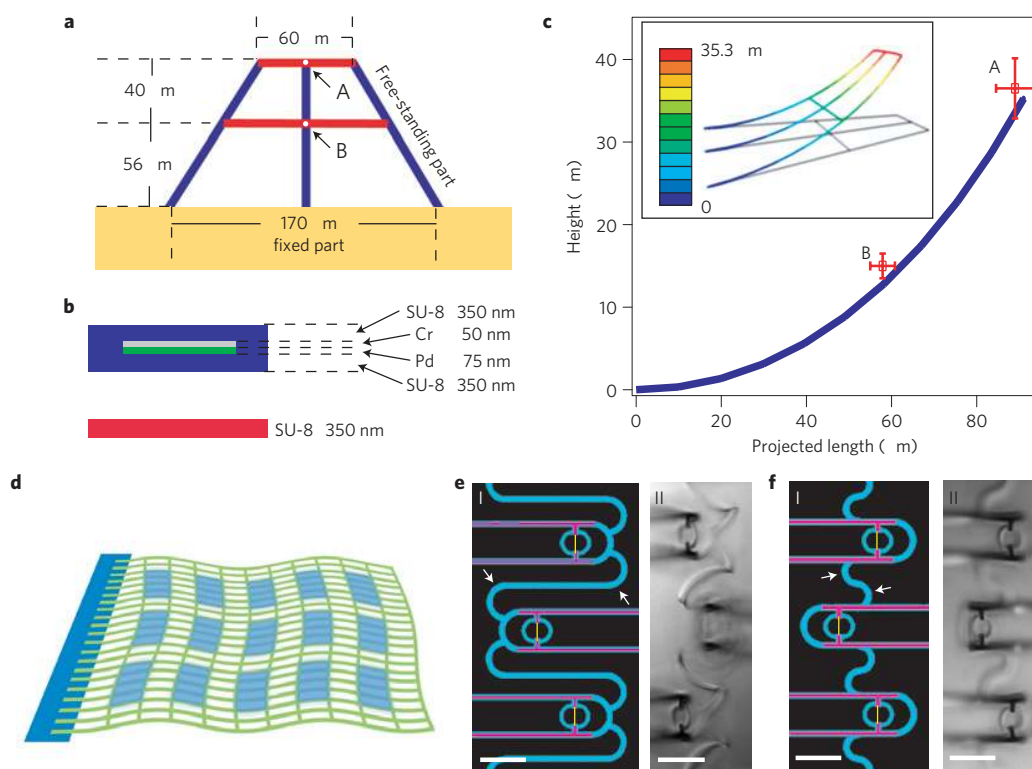 a
60 m
40 m
56 m
A
B
Free-standing part
170 m
fixed part
b
SU-8 350 nm
Cr 50 nm
Pd 75 nm
SU-8 350 nm
SU-8 350 nm
c
35.3 m
0
A
B
40
30
20
10
0
Height ( m)
0 20 40 60 80
Projected length ( m)
d
e
I
II
f
I
II